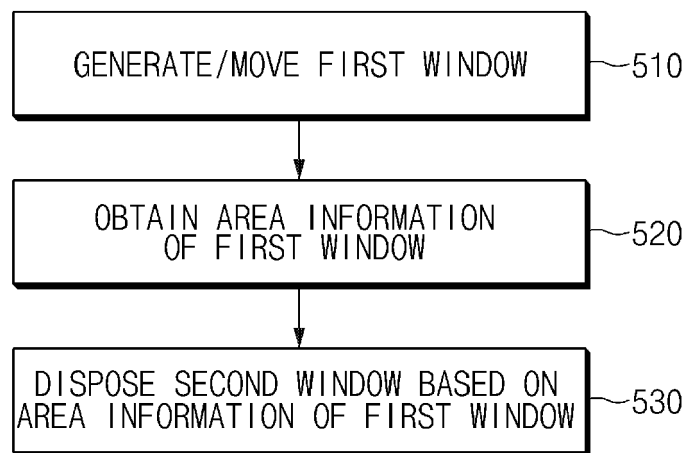 GENERATE/MOVE FIRST WINDOW
510
OBTAIN AREA INFORMATION
OF FIRST WINDOW
520
DISPOSE SECOND WINDOW BASED ON
AREA INFORMATION OF FIRST WINDOW
530